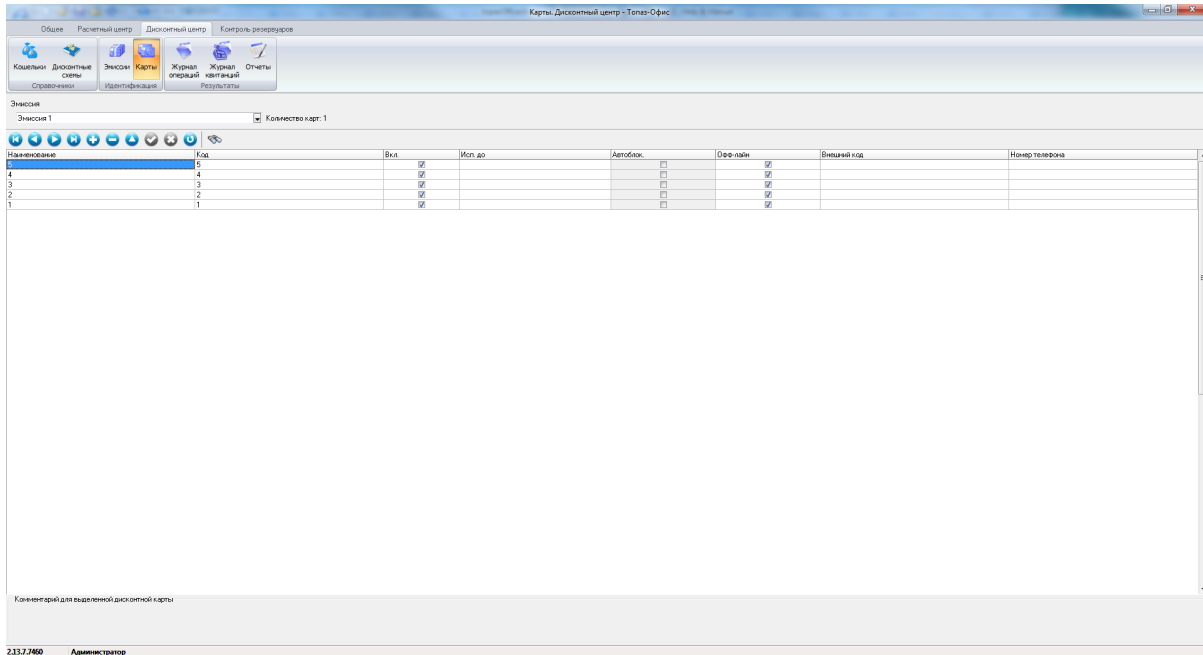 Карты. Дисконтный центр - Топаз-Офис
Общее Расчетный центр Дисконтный центр Контроль резервуаров
Кошельки Дисконтные схемы Эмиссии Карты Журнал операций Журнал квитанций Отчеты
Справочники Идентификация Результаты
Эмиссия
Эмиссия 1 Количество карт: 1
Наименование Код Вкл. Исп. до Автоблок. Офф-лайн Внешний код Номер телефона
5 5
4 4
3 3
2 2
1 1
Комментарий для выделенной дисконтной карты
2.13.7.7460 Администратор